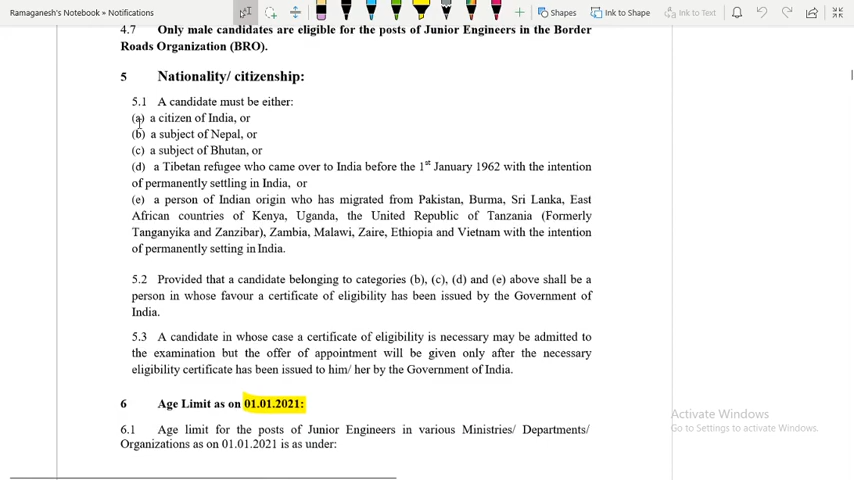 Ramaganesh's Notebook » Notifications
Shapes
Ink to Shape
Ink to Text
4.7 Only male candidates are eligible for the posts of Junior Engineers in the Border
Roads Organization (BRO).
5 Nationality/ citizenship:
5.1 A candidate must be either:
(a) a citizen of India, or
(b) a subject of Nepal, or
(c) a subject of Bhutan, or
(d) a Tibetan refugee who came over to India before the 1st January 1962 with the intention
of permanently settling in India, or
(e) a person of Indian origin who has migrated from Pakistan, Burma, Sri Lanka, East
African countries of Kenya, Uganda, the United Republic of Tanzania (Formerly
Tanganyika and Zanzibar), Zambia, Malawi, Zaire, Ethiopia and Vietnam with the intention
of permanently setting in India.
5.2 Provided that a candidate belonging to categories (b), (c), (d) and (e) above shall be a
person in whose favour a certificate of eligibility has been issued by the Government of
India.
5.3 A candidate in whose case a certificate of eligibility is necessary may be admitted to
the examination but the offer of appointment will be given only after the necessary
eligibility certificate has been issued to him/ her by the Government of India.
6 Age Limit as on 01.01.2021:
6.1 Age limit for the posts of Junior Engineers in various Ministries/ Departments/
Organizations as on 01.01.2021 is as under:
Activate Windows
Go to Settings to activate Windows.